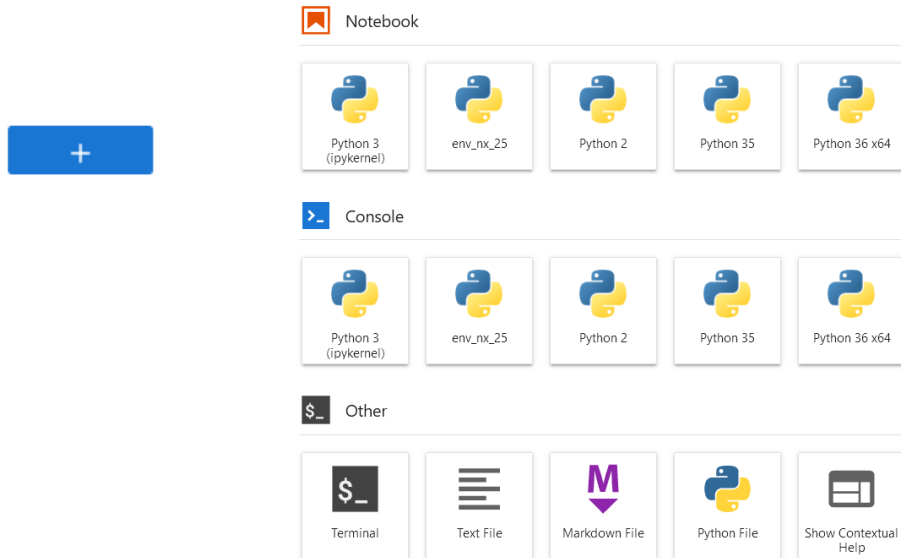 Notebook
Python 3
(ipykernel)
env_nx_25
Python 2
Python 35
Python 36 x64
Console
Python 3
(ipykernel)
env_nx_25
Python 2
Python 35
Python 36 x64
$_ Other
$_
M
Terminal
Text File
Markdown File
Python File
Show Contextual
Help